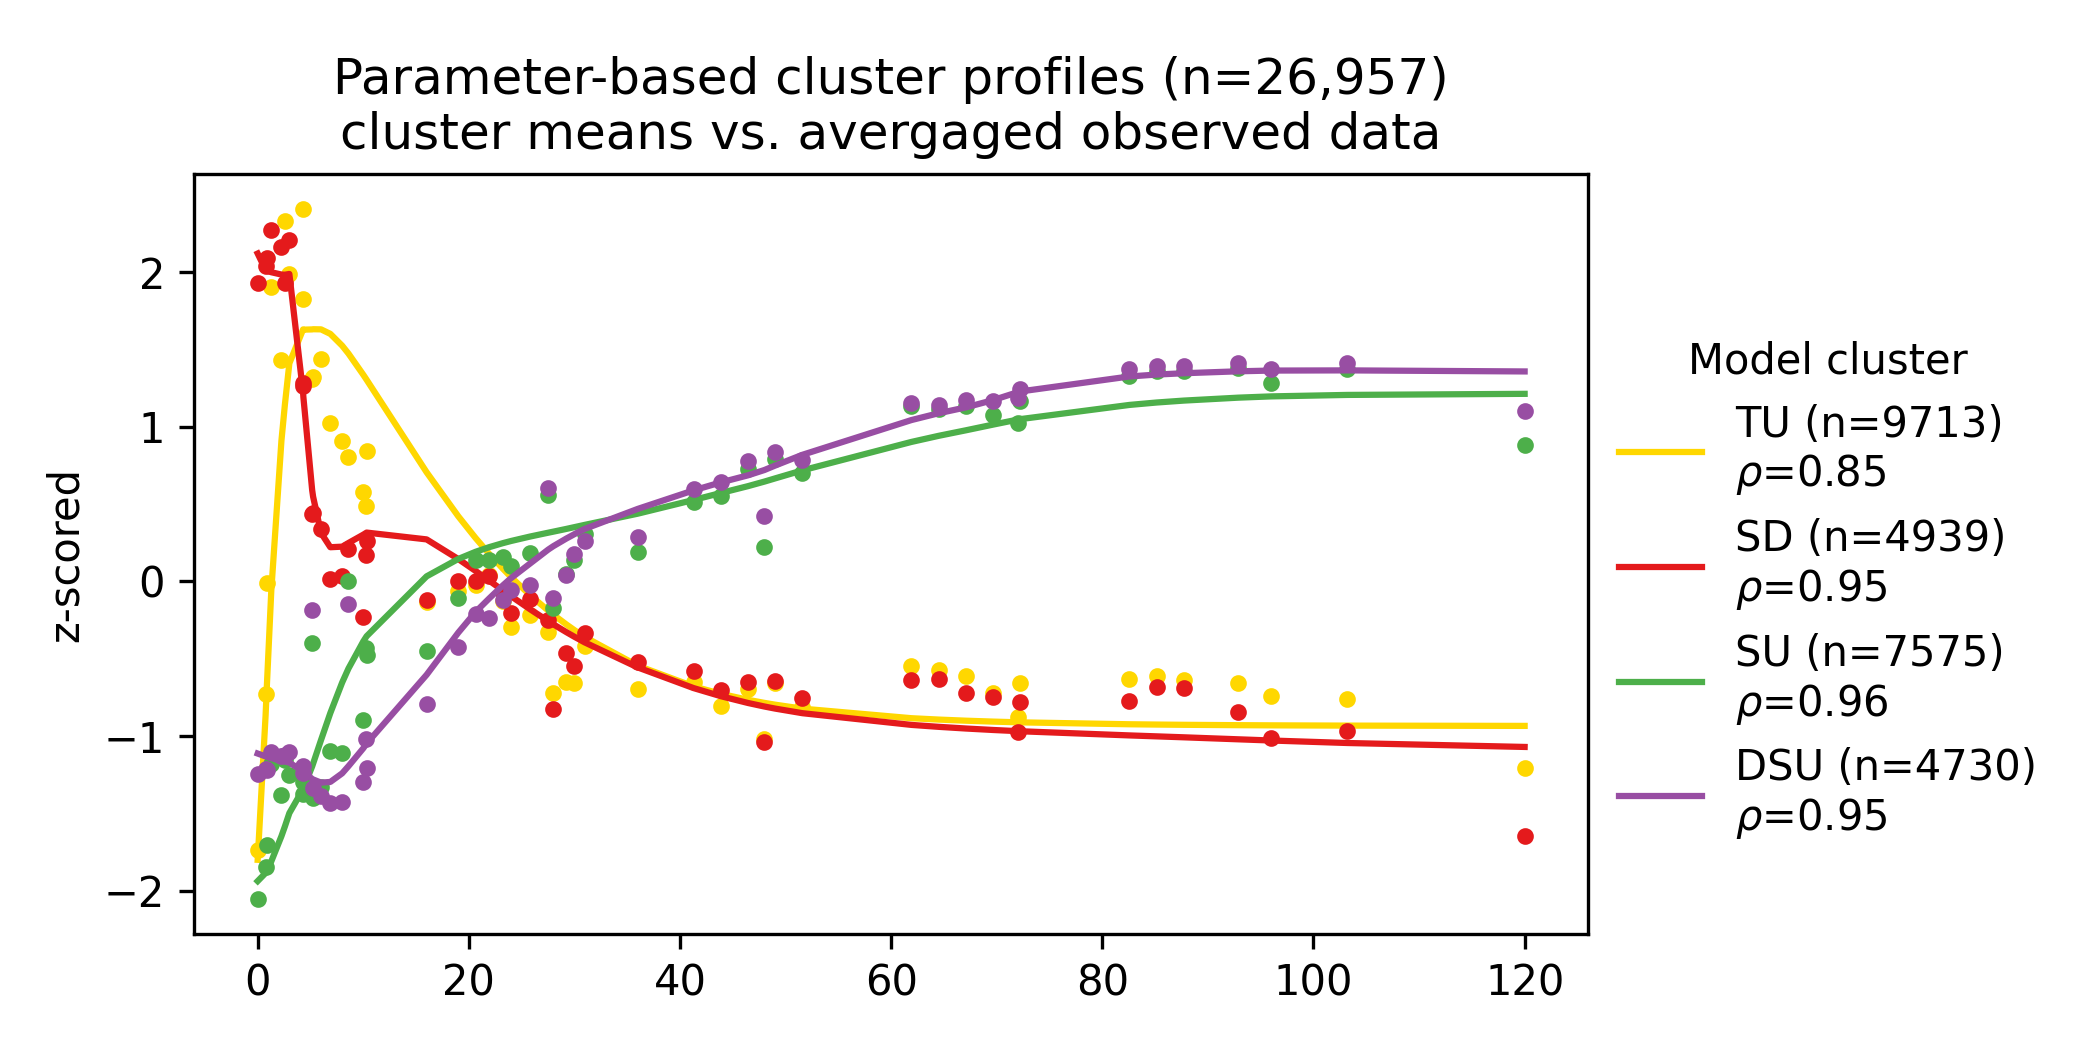 Parameter-based cluster profiles (n=26,957)
cluster means vs. avergaged observed data
z-scored
2
1
0
−1
−2
0
20
40
60
80
100
120
Model cluster
TU (n=9713)
ρ=0.85
SD (n=4939)
ρ=0.95
SU (n=7575)
ρ=0.96
DSU (n=4730)
ρ=0.95